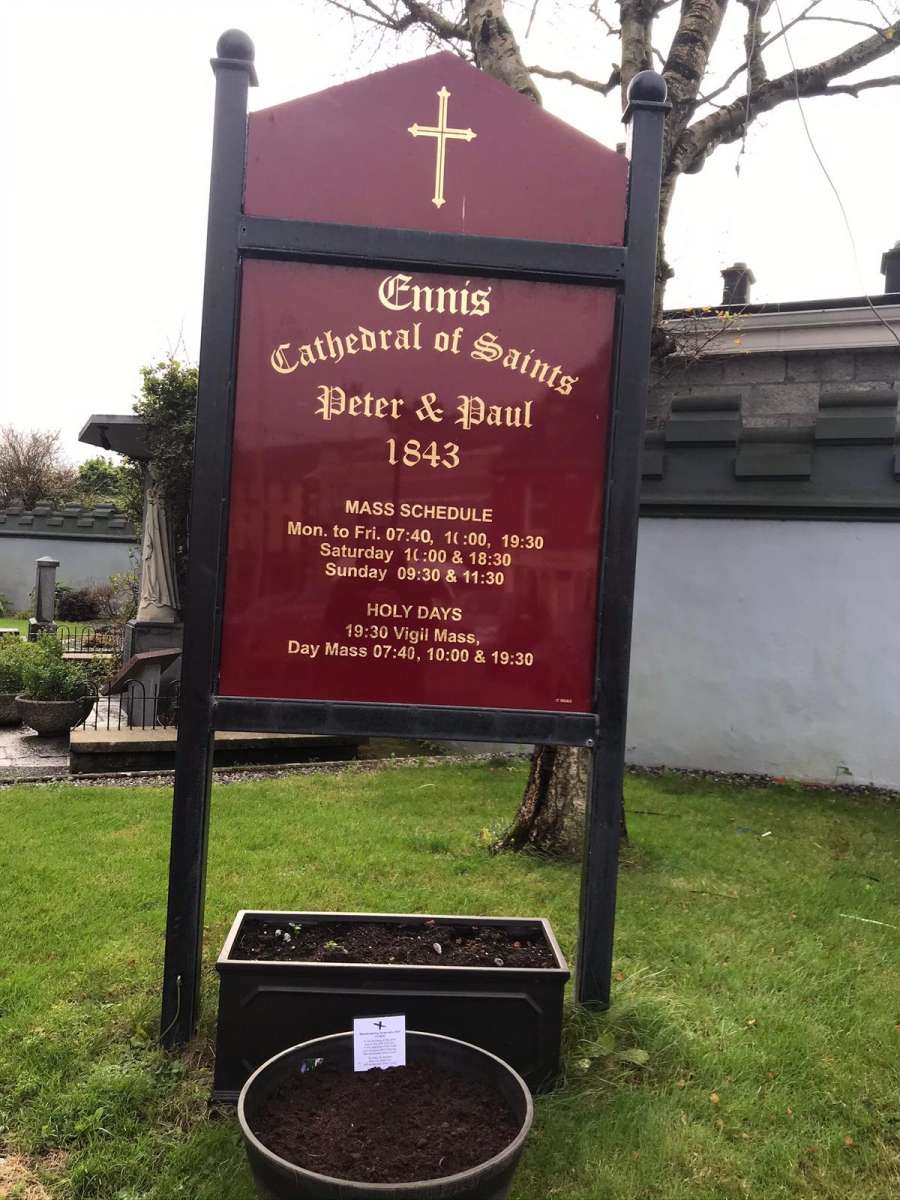 Ennis
Cathedral of Saints
Peter & Paul
1843
MASS SCHEDULE
Mon. to Fri. 07:40, 10:00, 19:30
Saturday 10:00 & 18:30
Sunday 09:30 & 11:30
HOLY DAYS
19:30 Vigil Mass,
Day Mass 07:40, 10:00 & 19:30